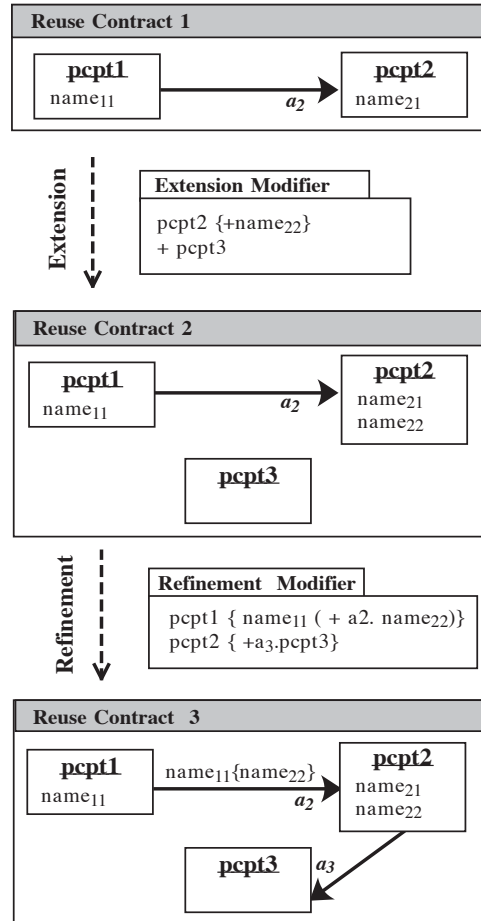 Reuse Contract 1
pcpt1
name11
a2
pcpt2
name21
Extension
Extension Modifier
pcpt2 {+name22}
+ pcpt3
Reuse Contract 2
pcpt1
name11
a2
pcpt2
name21
name22
pcpt3
Refinement
Refinement Modifier
pcpt1 { name11 ( + a2. name22)}
pcpt2 { +a3.pcpt3}
Reuse Contract 3
pcpt1
name11
name11{name22}
a2
pcpt2
name21
name22
pcpt3
a3